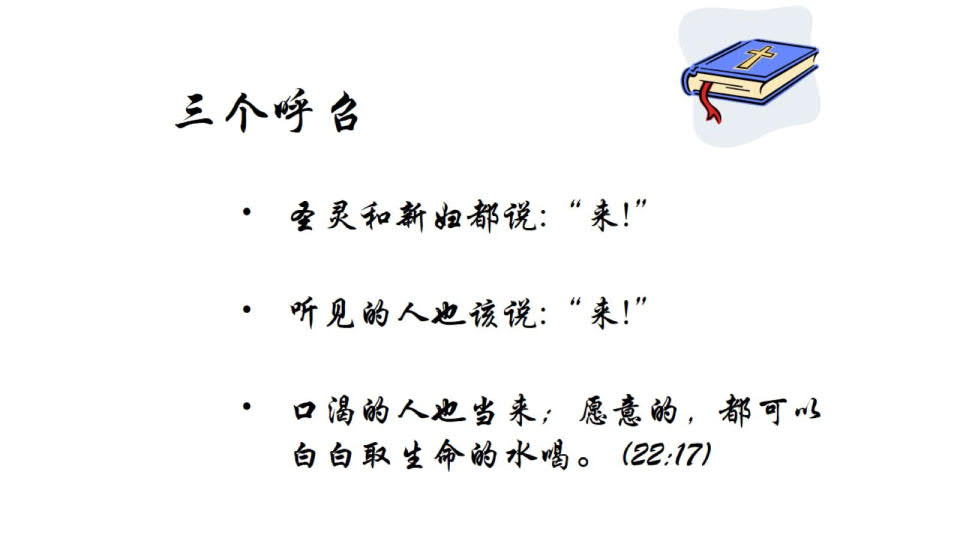 三个呼召
• 圣灵和新妇都说:“来!”
• 听见的人也该说:“来!”
• 口渴的人也当来；愿意的，都可以
白白取生命的水喝。(22:17)